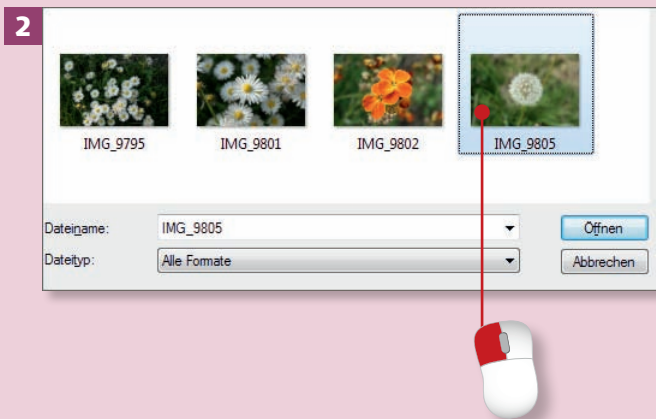 2
IMG_9795 IMG_9801 IMG_9802 IMG_9805
Dateiname: IMG_9805 Öffnen
Dateityp: Alle Formate Abbrechen